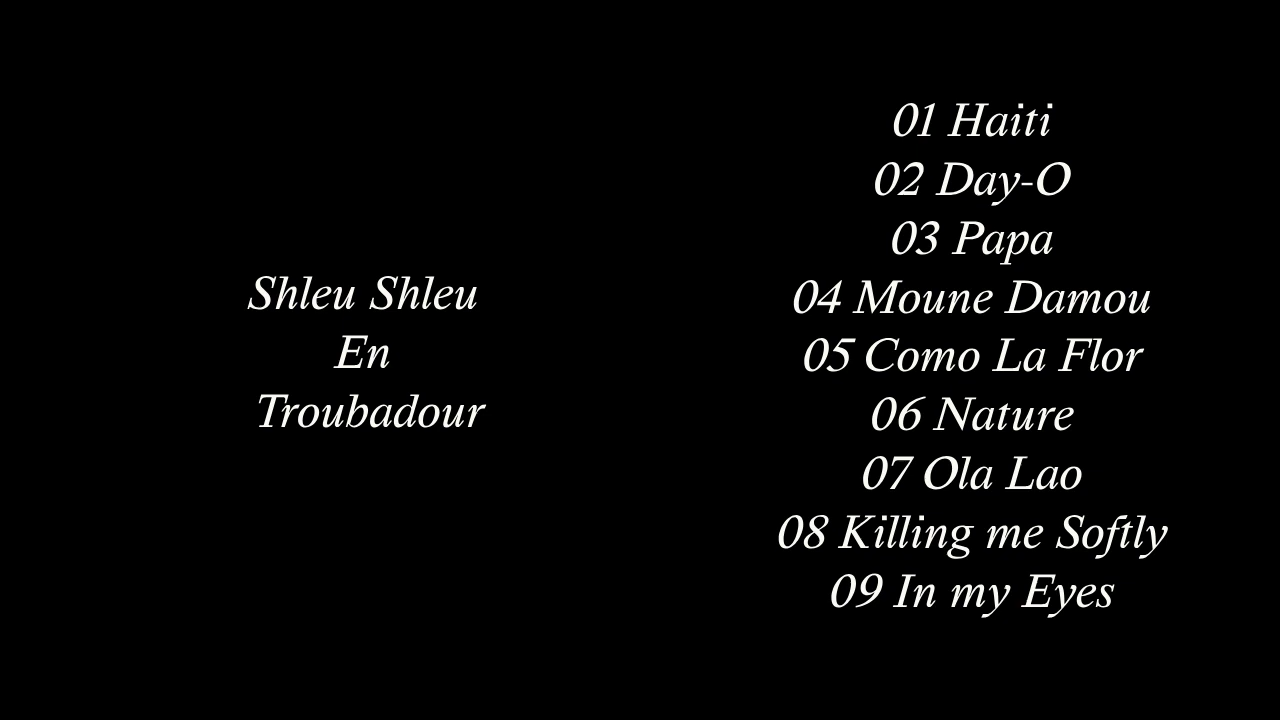 Shleu Shleu
En
Troubadour
01 Haiti
02 Day-O
03 Papa
04 Moune Damou
05 Como La Flor
06 Nature
07 Ola Lao
08 Killing me Softly
09 In my Eyes